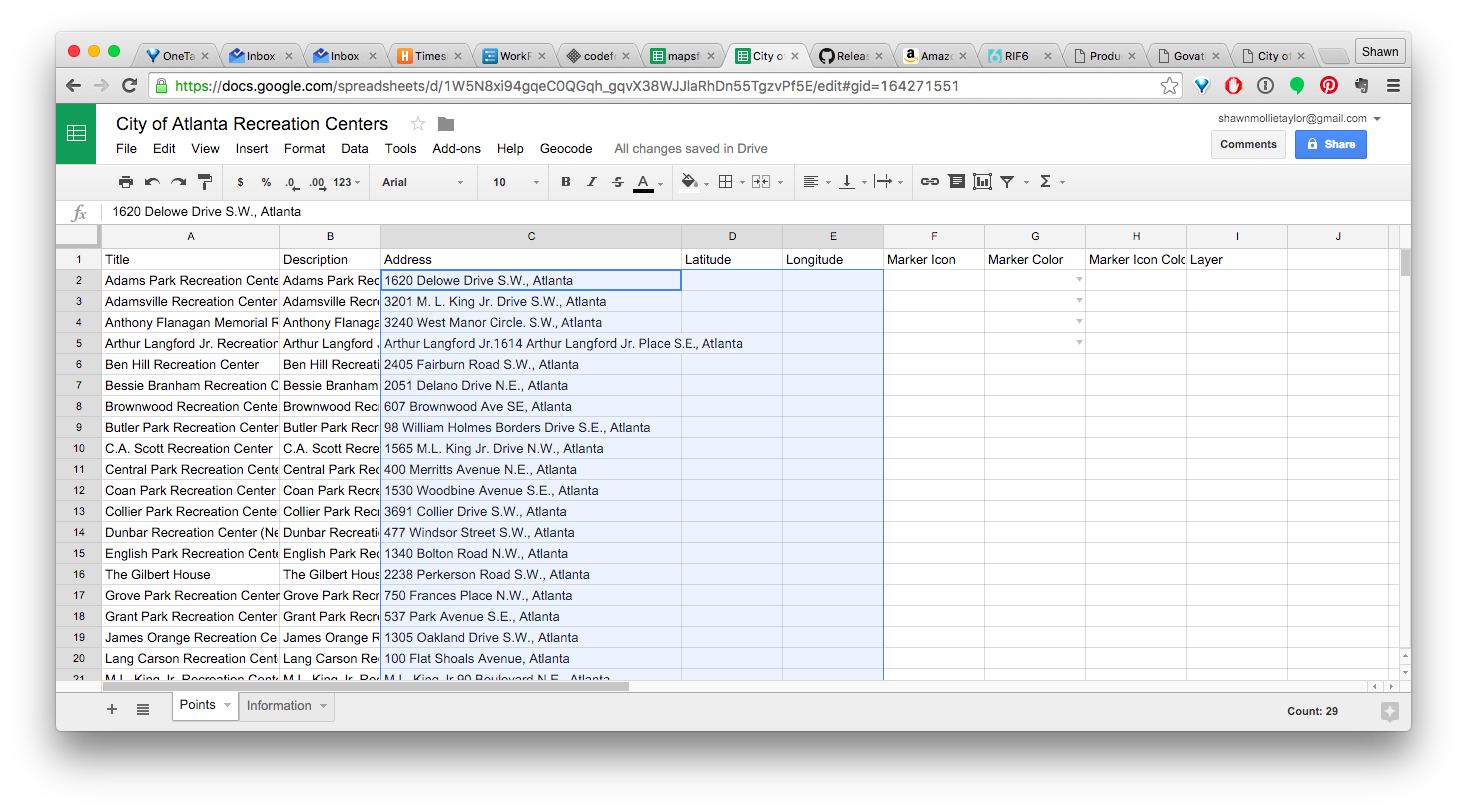 OneTa Inbox Inbox Times WorkF codef mapsf City of Releas Amaz RIF6 Produ Govat City of Shawn
https://docs.google.com/spreadsheets/d/1W5N8xi94gqeC0QGqh_gqvX38WJJlaRhDn55TgzvPf5E/edit#gid=164271551
City of Atlanta Recreation Centers shawnmollietaylor@gmail.com
File Edit View Insert Format Data Tools Add-ons Help Geocode All changes saved in Drive Comments Share
$ % .0 .00 123 Arial 10 B I S A Σ
fx 1620 Delowe Drive S.W., Atlanta
A B C D E F G H I J
1 Title Description Address Latitude Longitude Marker Icon Marker Color Marker Icon Colo Layer
2 Adams Park Recreation Cente Adams Park Rec 1620 Delowe Drive S.W., Atlanta
3 Adamsville Recreation Center Adamsville Recre 3201 M. L. King Jr. Drive S.W., Atlanta
4 Anthony Flanagan Memorial R Anthony Flanaga 3240 West Manor Circle. S.W., Atlanta
5 Arthur Langford Jr. Recreation Arthur Langford J Arthur Langford Jr.1614 Arthur Langford Jr. Place S.E., Atlanta
6 Ben Hill Recreation Center Ben Hill Recreati 2405 Fairburn Road S.W., Atlanta
7 Bessie Branham Recreation C Bessie Branham 2051 Delano Drive N.E., Atlanta
8 Brownwood Recreation Cente Brownwood Recr 607 Brownwood Ave SE, Atlanta
9 Butler Park Recreation Center Butler Park Recr 98 William Holmes Borders Drive S.E., Atlanta
10 C.A. Scott Recreation Center C.A. Scott Recre 1565 M.L. King Jr. Drive N.W., Atlanta
11 Central Park Recreation Cente Central Park Rec 400 Merritts Avenue N.E., Atlanta
12 Coan Park Recreation Center Coan Park Recre 1530 Woodbine Avenue S.E., Atlanta
13 Collier Park Recreation Cente Collier Park Recr 3691 Collier Drive S.W., Atlanta
14 Dunbar Recreation Center (Ne Dunbar Recreati 477 Windsor Street S.W., Atlanta
15 English Park Recreation Cente English Park Rec 1340 Bolton Road N.W., Atlanta
16 The Gilbert House The Gilbert Hous 2238 Perkerson Road S.W., Atlanta
17 Grove Park Recreation Center Grove Park Recr 750 Frances Place N.W., Atlanta
18 Grant Park Recreation Center Grant Park Recre 537 Park Avenue S.E., Atlanta
19 James Orange Recreation Ce James Orange R 1305 Oakland Drive S.W., Atlanta
20 Lang Carson Recreation Cent Lang Carson Rec 100 Flat Shoals Avenue, Atlanta
21 M.L. King Jr. Recreation Cent M.L. King Jr. Rec M.L. King Jr.90 Boulevard N.E., Atlanta
Points Information Count: 29